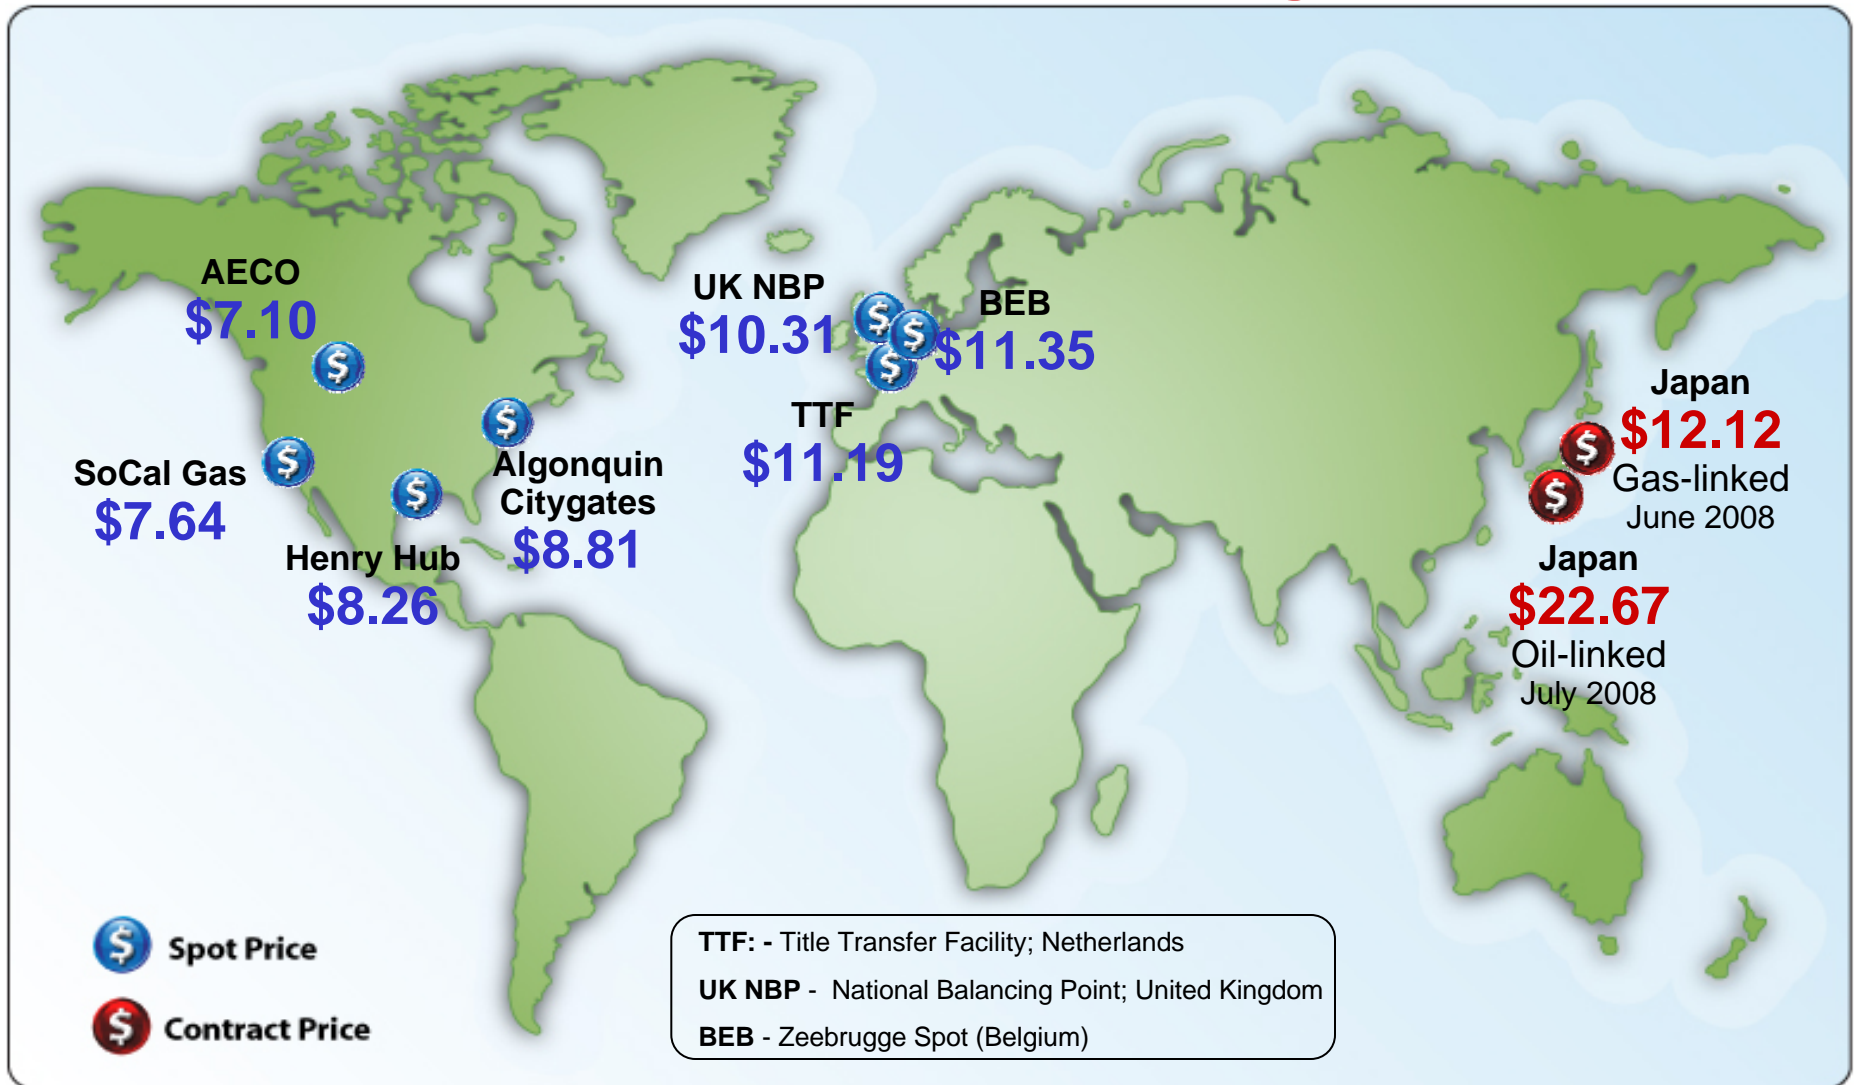 AECO
$7.10
UK NBP
$10.31
BEB
$11.35
Japan
$12.12
Gas-linked
June 2008
TTF
$11.19
SoCal Gas
$7.64
Algonquin
Citygates
$8.81
Henry Hub
$8.26
Japan
$22.67
Oil-linked
July 2008
$ Spot Price
$ Contract Price
TTF: - Title Transfer Facility; Netherlands
UK NBP - National Balancing Point; United Kingdom
BEB - Zeebrugge Spot (Belgium)